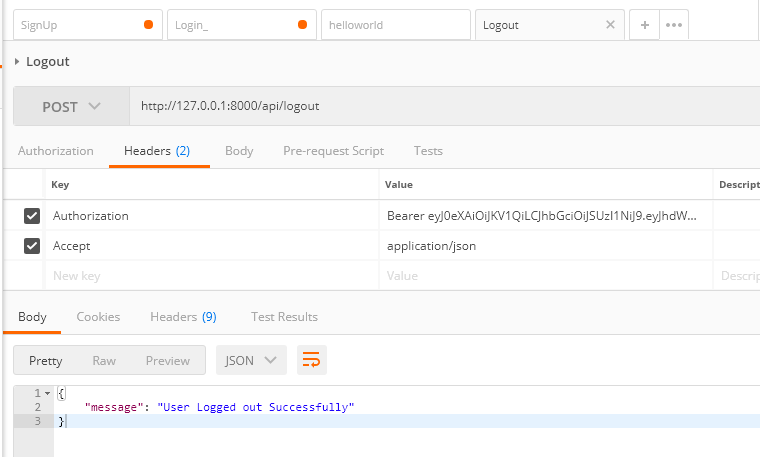 SignUp Login_ helloworld Logout
Logout
POST http://127.0.0.1:8000/api/logout
Authorization Headers (2) Body Pre-request Script Tests
Key Value Descript
Authorization Bearer eyJ0eXAiOiJKV1QiLCJhbGciOiJSUzI1NiJ9.eyJhdW...
Accept application/json
New key Value Descrip
Body Cookies Headers (9) Test Results
Pretty Raw Preview JSON
1 {
2 "message": "User Logged out Successfully"
3 }